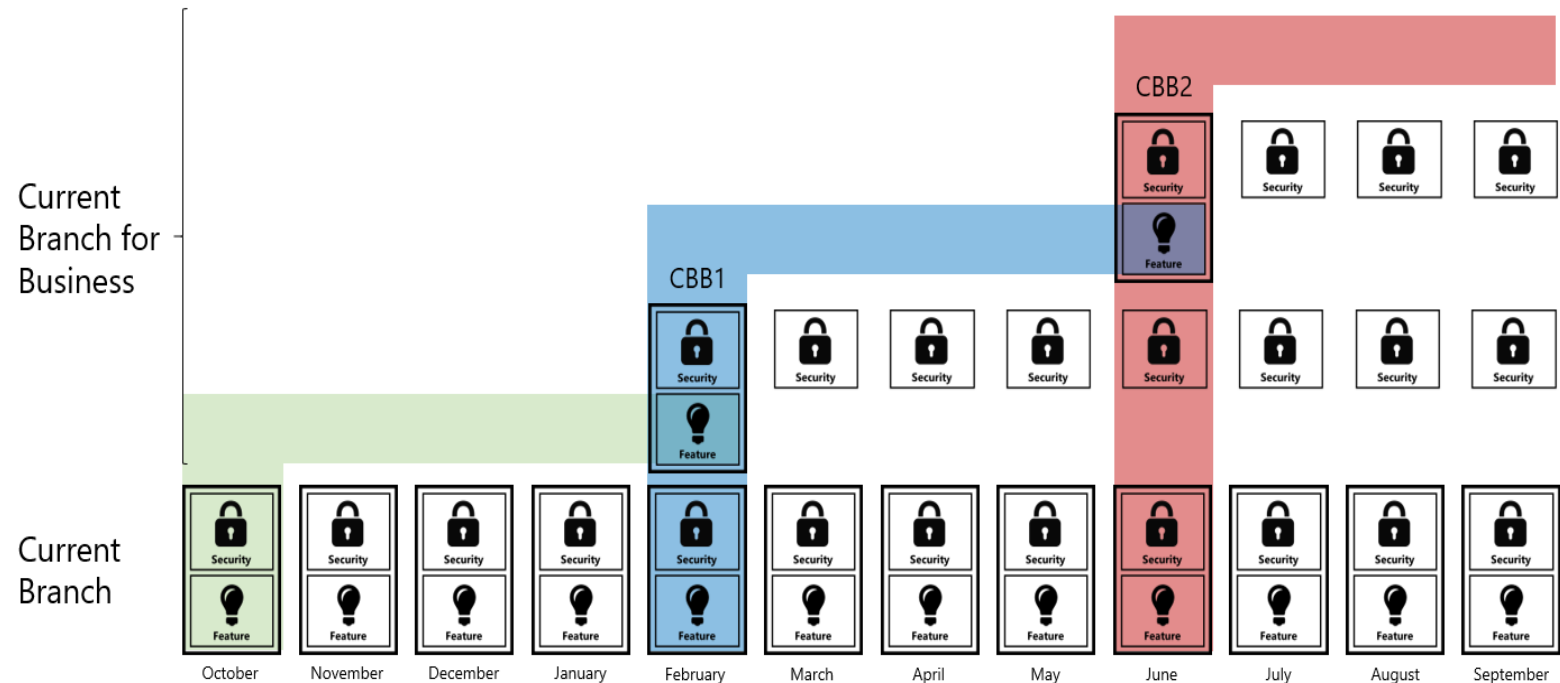 CBB2
Security
Security
Security
Security
Feature
Current
Branch for
Business
CBB1
Security
Security
Security
Security
Security
Security
Security
Security
Feature
Current
Branch
Security
Security
Security
Security
Security
Security
Security
Security
Security
Security
Security
Security
Feature
Feature
Feature
Feature
Feature
Feature
Feature
Feature
Feature
Feature
Feature
Feature
October
November
December
January
February
March
April
May
June
July
August
September